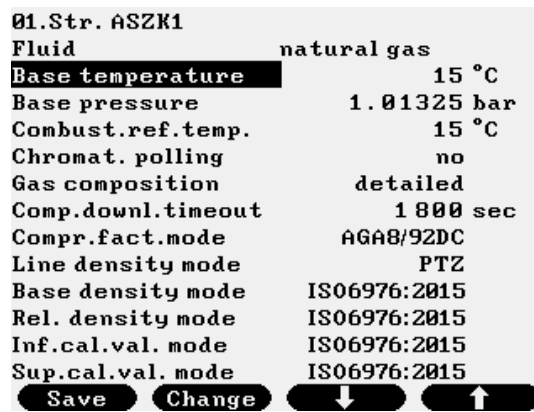 01.Str. ASZK1
Fluid natural gas
Base temperature 15 °C
Base pressure 1.01325 bar
Combust.ref.temp. 15 °C
Chromat. polling no
Gas composition detailed
Comp.downl.timeout 1800 sec
Compr.fact.mode AGA8/92DC
Line density mode PTZ
Base density mode ISO6976:2015
Rel. density mode ISO6976:2015
Inf.cal.val. mode ISO6976:2015
Sup.cal.val. mode ISO6976:2015
Save Change ↓ ↑